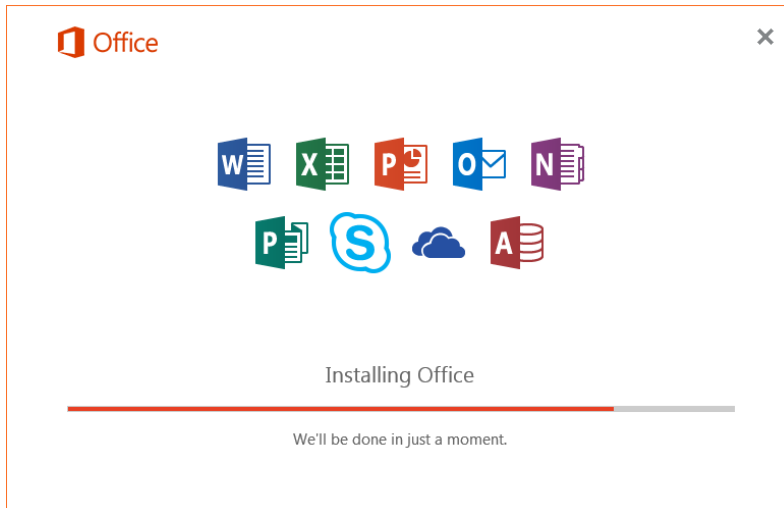 Office
W X P O N
P S A
Installing Office
We'll be done in just a moment.